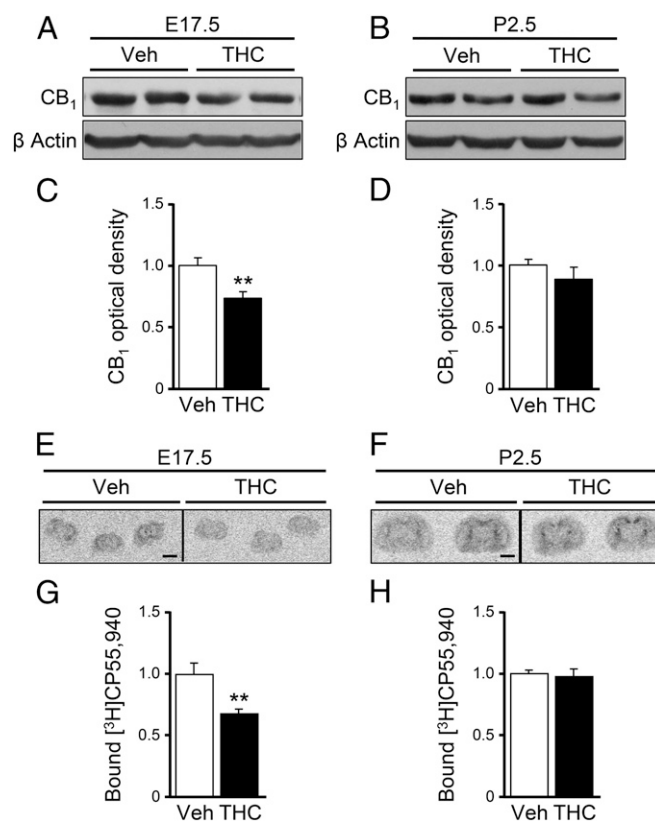 A E17.5
Veh THC
CB₁
β Actin
B P2.5
Veh THC
CB₁
β Actin
C
CB₁ optical density
1.5
1.0
0.5
0
**
Veh THC
D
CB₁ optical density
1.5
1.0
0.5
0
Veh THC
E E17.5
Veh THC
F P2.5
Veh THC
G
Bound [³H]CP55,940
1.5
1.0
0.5
0
**
Veh THC
H
Bound [³H]CP55,940
1.5
1.0
0.5
0
Veh THC